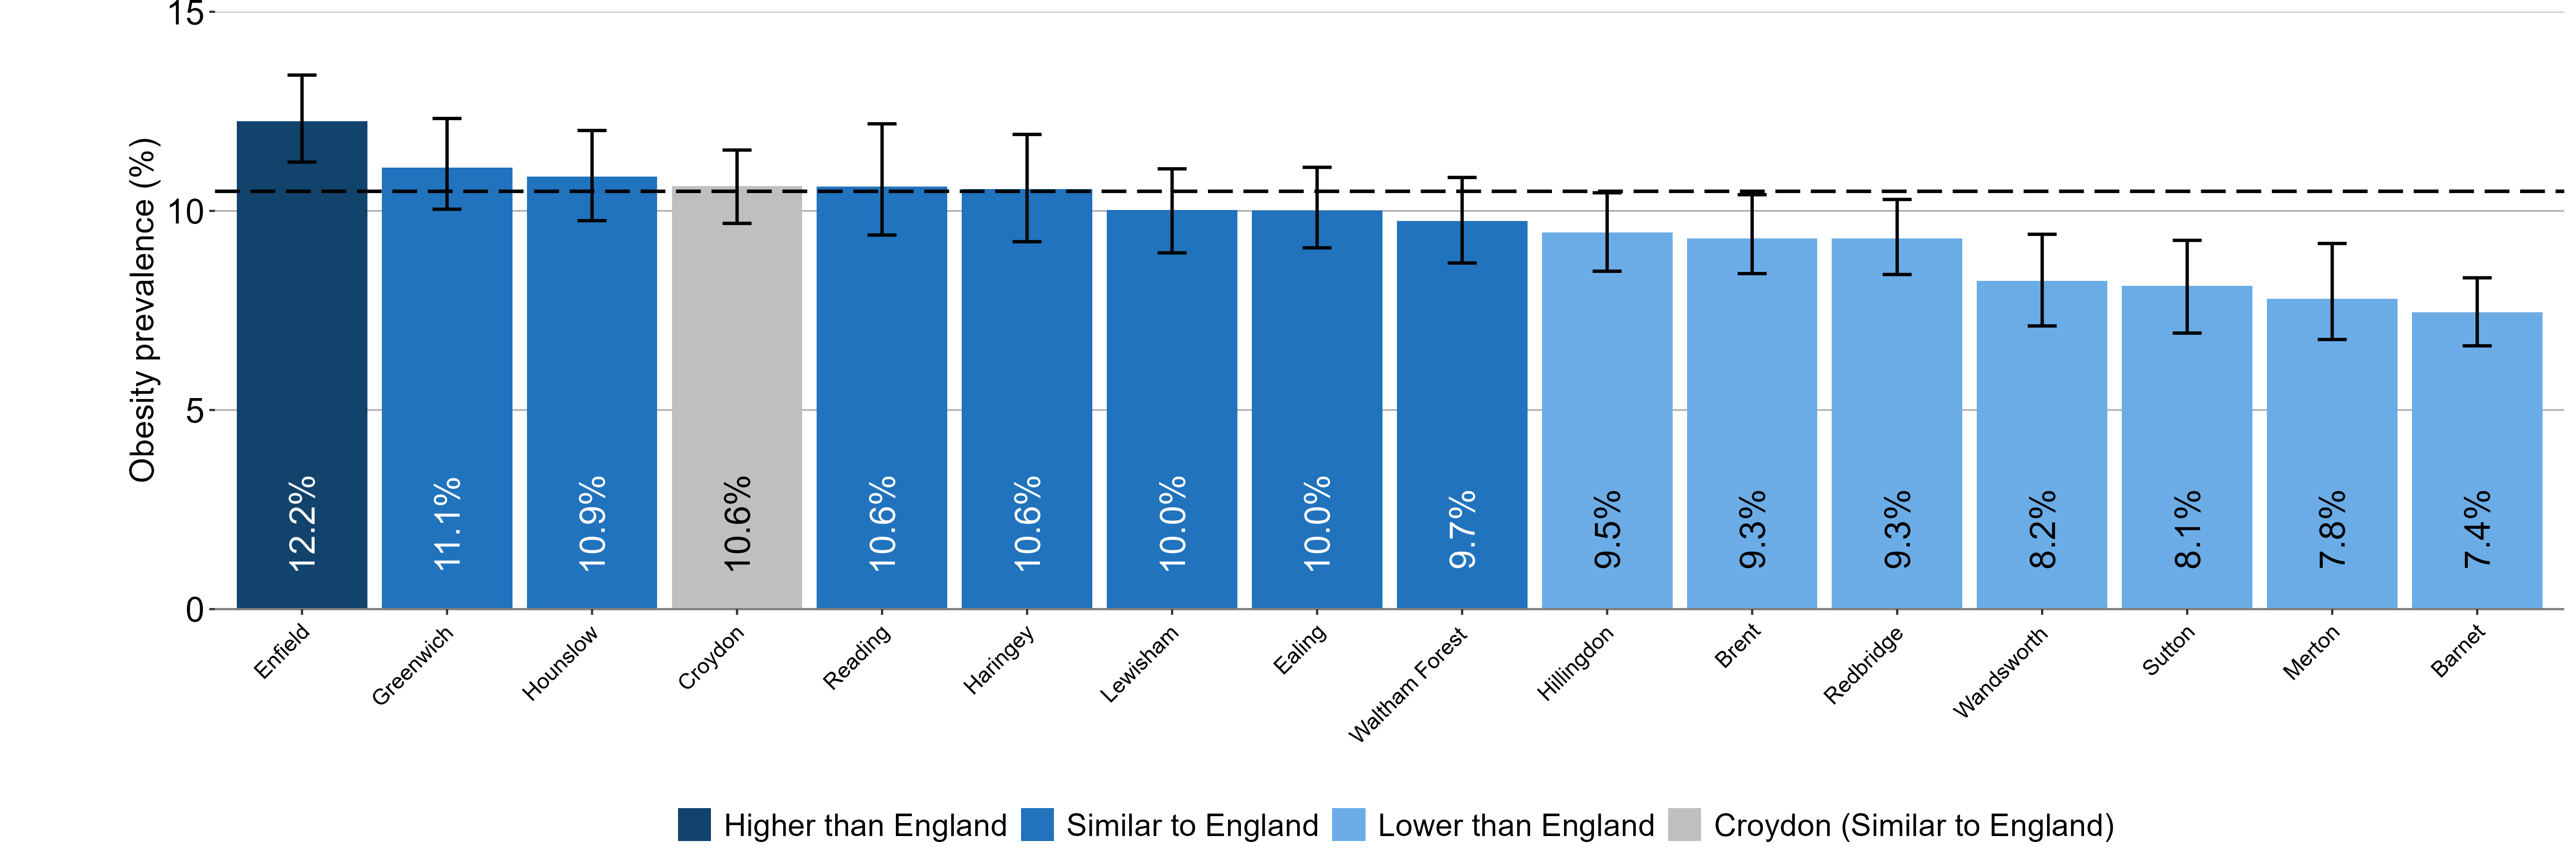 Obesity prevalence (%)
15
10
5
0
12.2%
11.1%
10.9%
10.6%
10.6%
10.6%
10.0%
10.0%
9.7%
9.5%
9.3%
9.3%
8.2%
8.1%
7.8%
7.4%
Enfield
Greenwich
Hounslow
Croydon
Reading
Haringey
Lewisham
Ealing
Waltham Forest
Hillingdon
Brent
Redbridge
Wandsworth
Sutton
Merton
Barnet
Higher than England
Similar to England
Lower than England
Croydon (Similar to England)